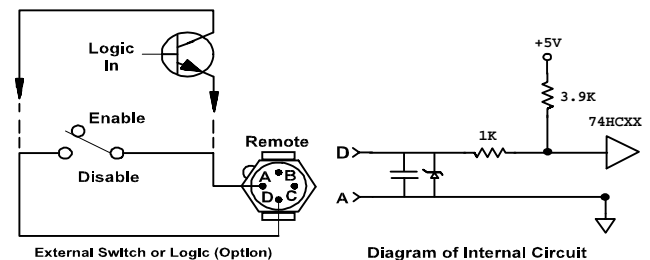 Logic
In
Enable
Disable
Remote
A
B
D
C
External Switch or Logic (Option)
+5V
3.9K
74HCXX
1K
D
A
Diagram of Internal Circuit